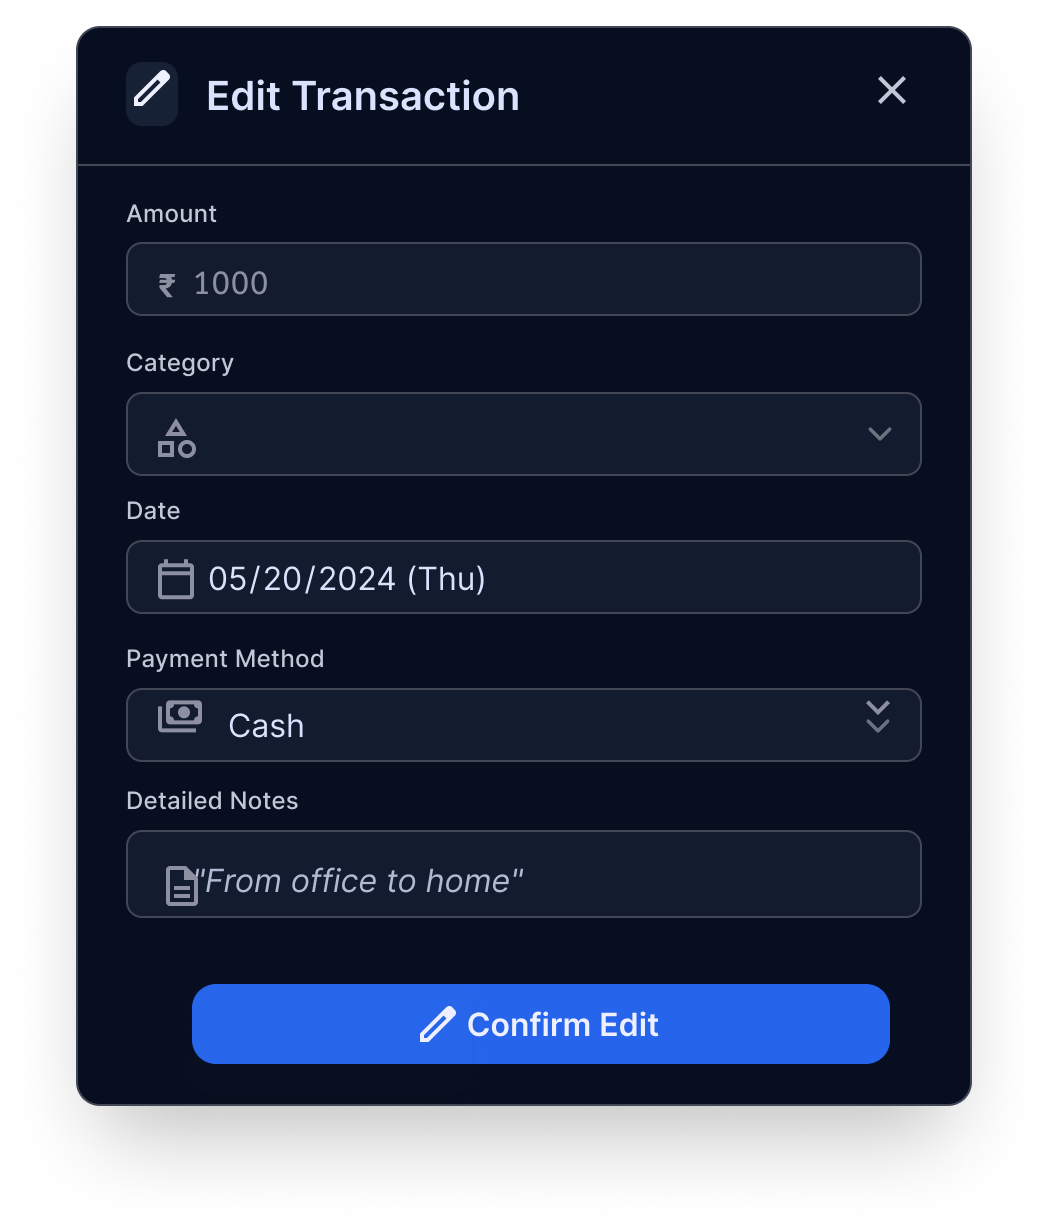 Edit Transaction
Amount
₹ 1000
Category
Date
05/20/2024 (Thu)
Payment Method
Cash
Detailed Notes
"From office to home"
Confirm Edit